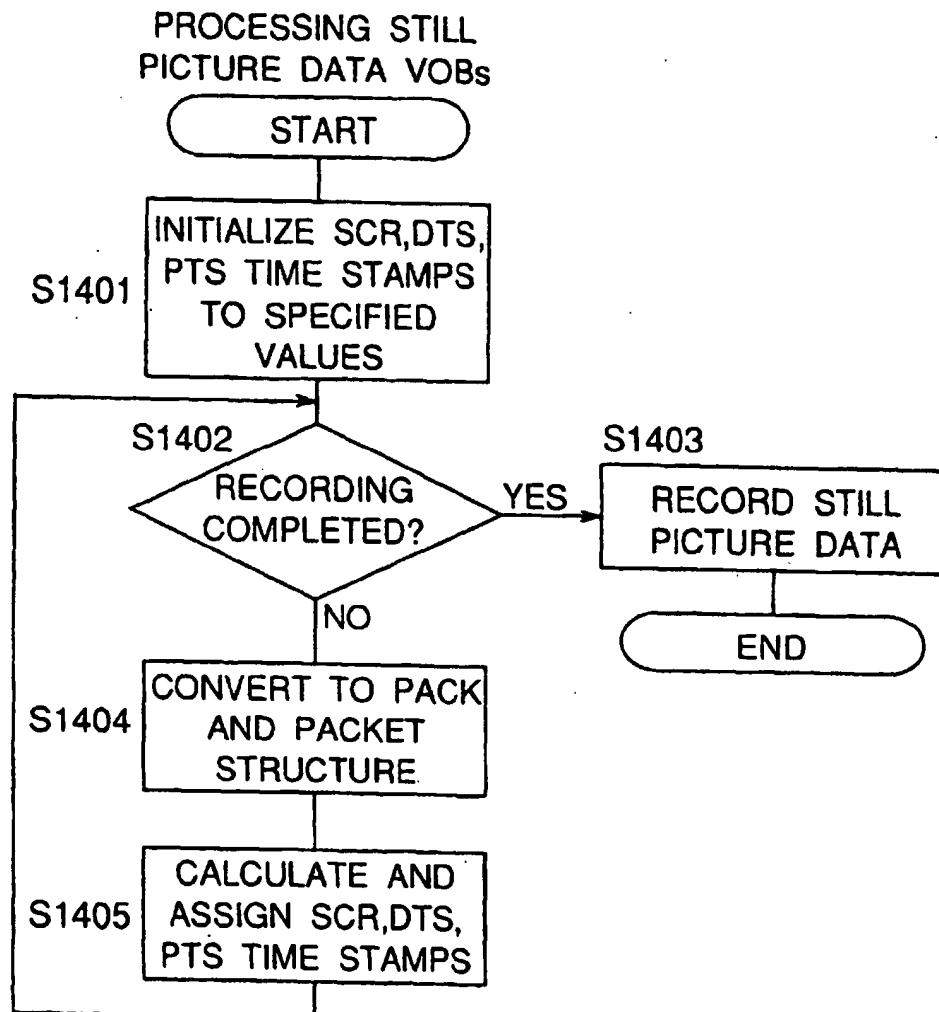 PROCESSING STILL
PICTURE DATA VOBs
START
S1401
INITIALIZE SCR,DTS,
PTS TIME STAMPS
TO SPECIFIED
VALUES
S1402
RECORDING
COMPLETED?
YES
S1403
RECORD STILL
PICTURE DATA
END
NO
S1404
CONVERT TO PACK
AND PACKET
STRUCTURE
S1405
CALCULATE AND
ASSIGN SCR,DTS,
PTS TIME STAMPS